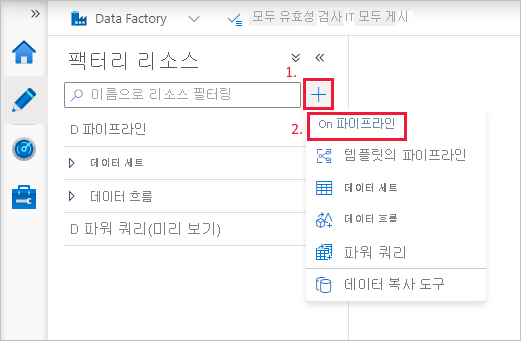 Data Factory
모두 유효성 검사 IT 모두 게시
팩터리 리소스
1.
이름으로 리소스 필터링
D 파이프라인
데이터 세트
데이터 흐름
D 파워 쿼리(미리 보기)
2.
On 파이프라인
템플릿의 파이프라인
데이터 세트
데이터 흐름
파워 쿼리
데이터 복사 도구